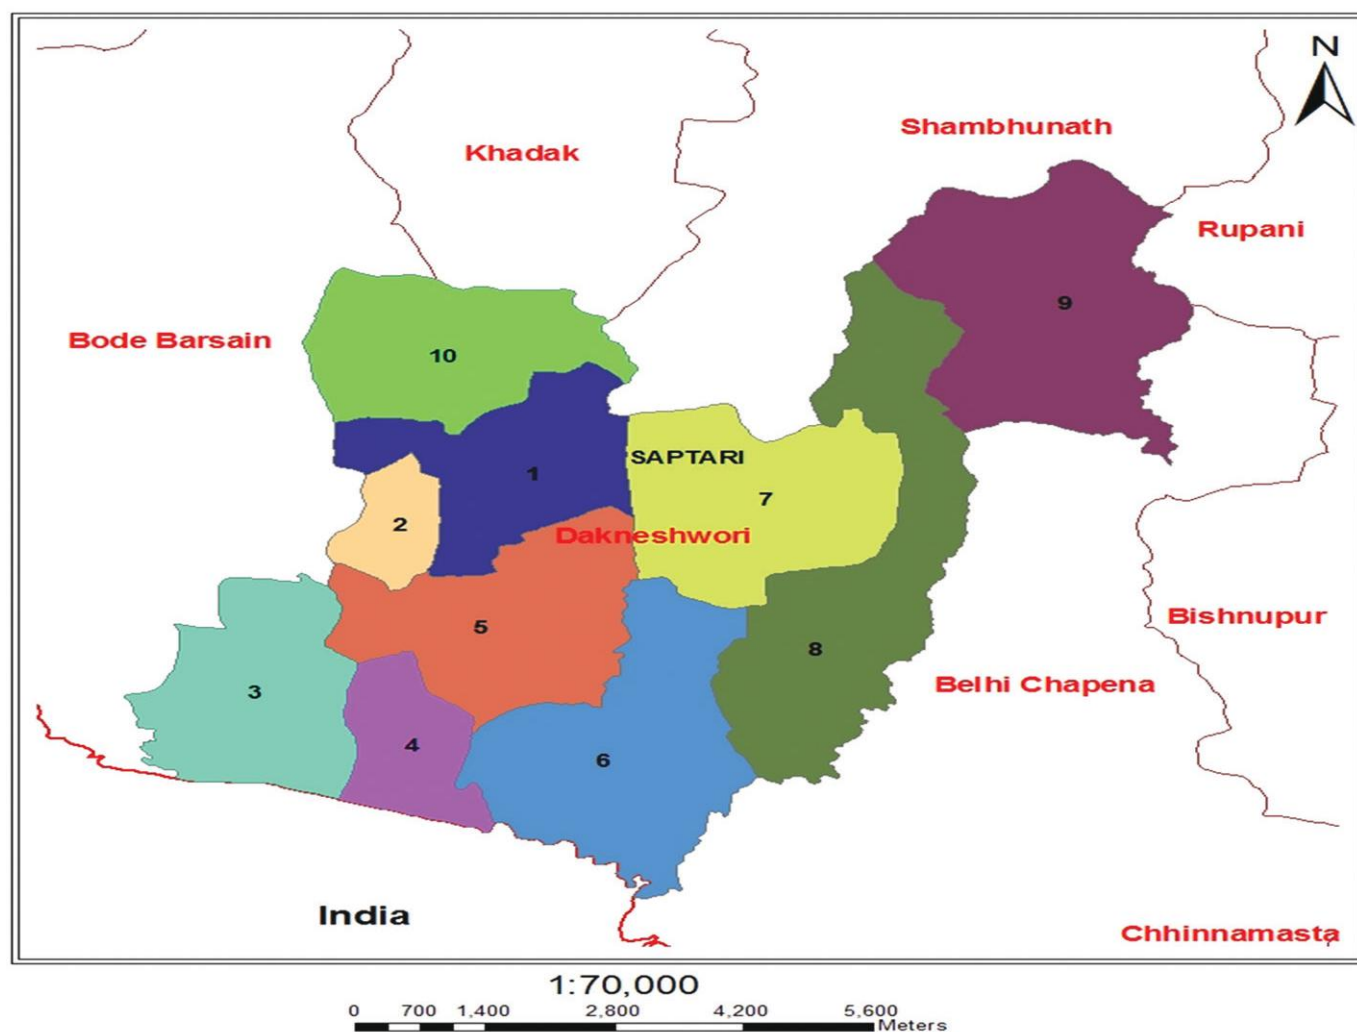 N
Shambhunath
Khadak
Rupani
9
Bode Barsain
10
SAPTARI
1
7
2
Dakneshwori
Bishnupur
5
8
Belhi Chapena
3
4
6
India
Chhinnamasta
1:70,000
0 700 1,400 2,800 4,200 5,600
Meters